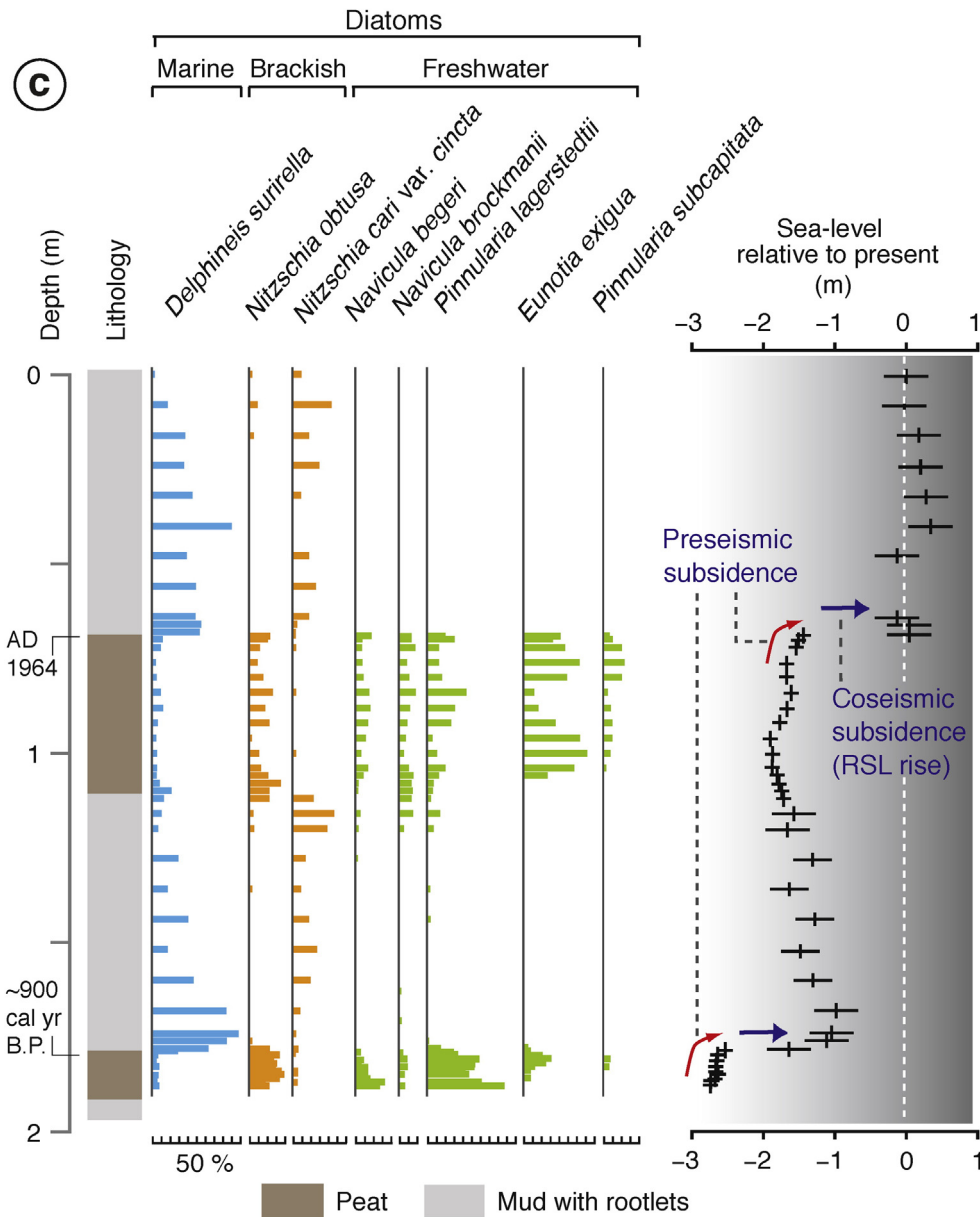 c
Diatoms
Marine
Brackish
Freshwater
Depth (m)
Lithology
Delphineis surirella
Nitzschia obtusa
Nitzschia cari var. cincta
Navicula begeri
Navicula brockmanii
Pinnularia lagerstedtii
Eunotia exigua
Pinnularia subcapitata
Sea-level
relative to present
(m)
−3 −2 −1 0 1
0
1
2
AD
1964
~900
cal yr
B.P.
Preseismic
subsidence
Coseismic
subsidence
(RSL rise)
50 %
−3 −2 −1 0 1
Peat
Mud with rootlets